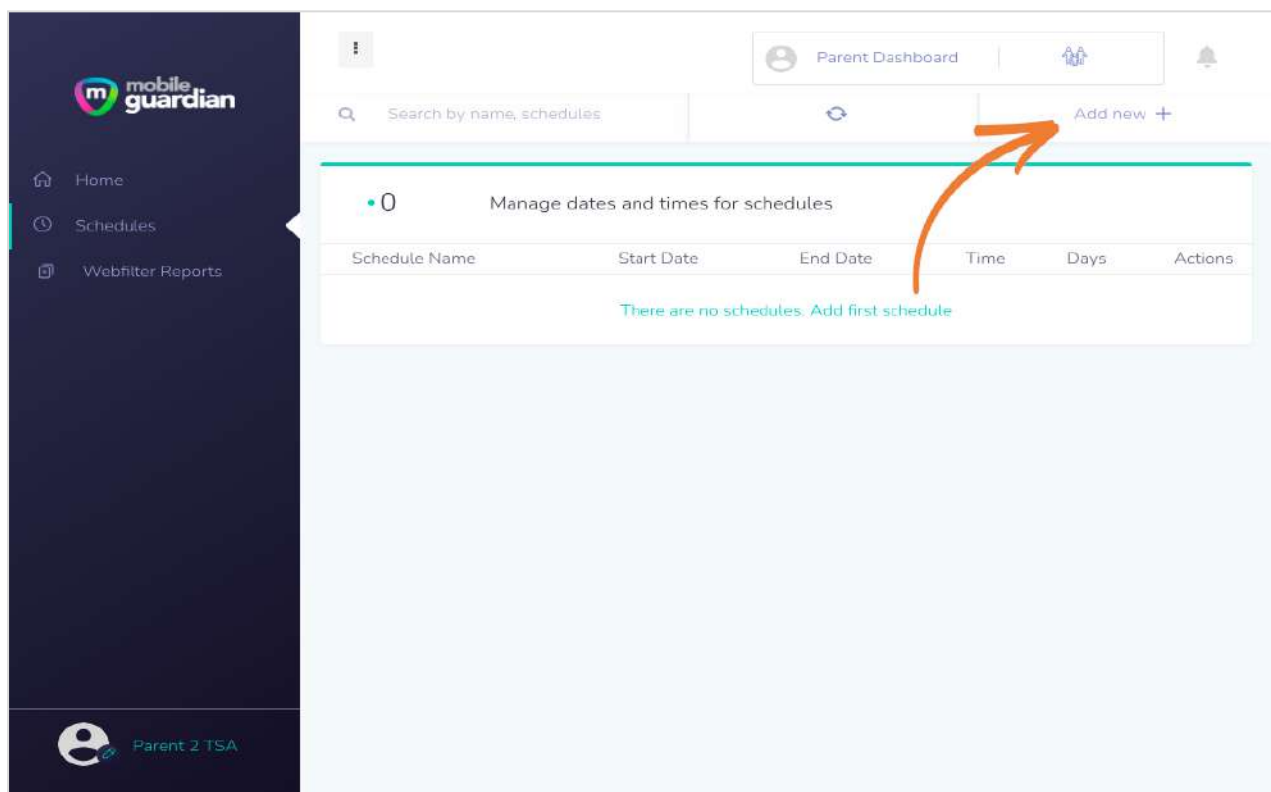 mobile
guardian
Home
Schedules
Webfilter Reports
Parent 2 TSA
Parent Dashboard
Search by name, schedules
Add new +
0
Manage dates and times for schedules
Schedule Name Start Date End Date Time Days Actions
There are no schedules. Add first schedule